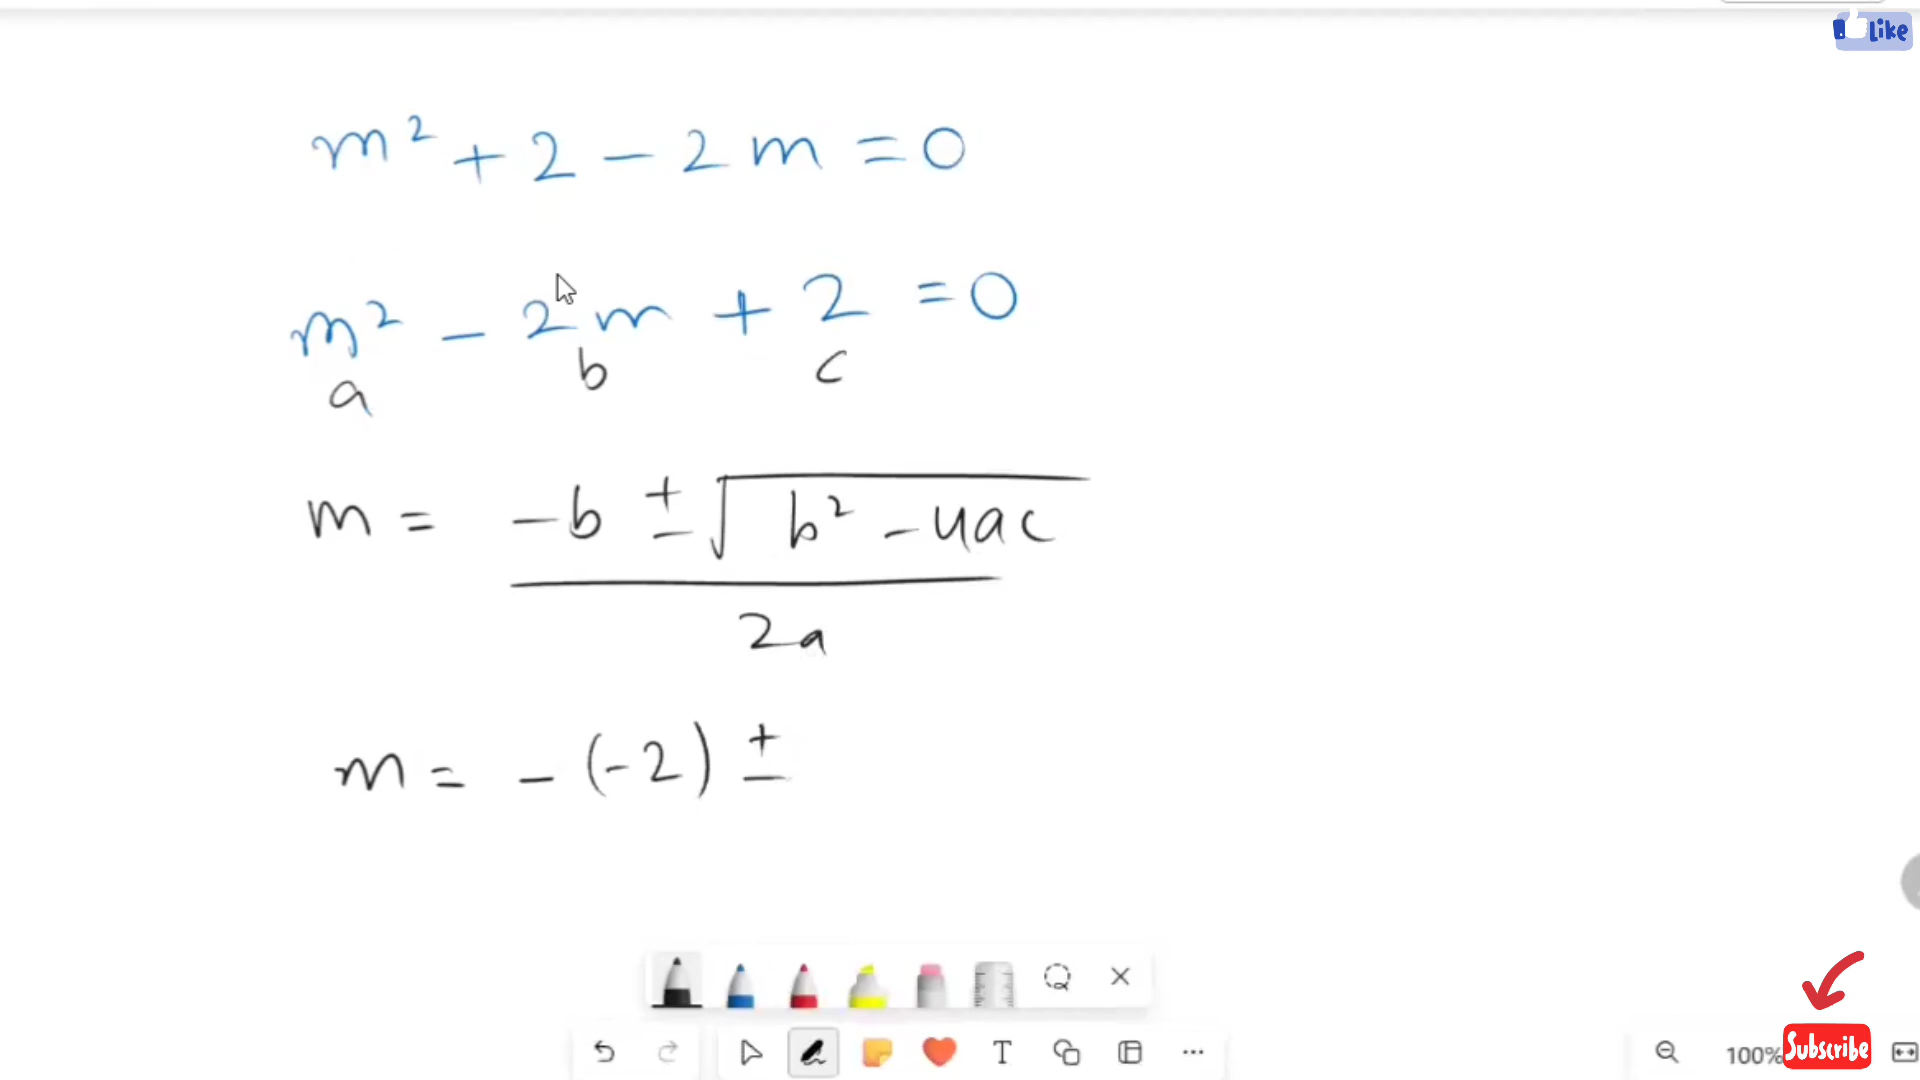 Like
m² + 2 - 2m = 0
m² - 2m + 2 = 0
a b c
m = -b ± √b² - 4ac
2a
m = - (-2) ±
T
100%
Subscribe